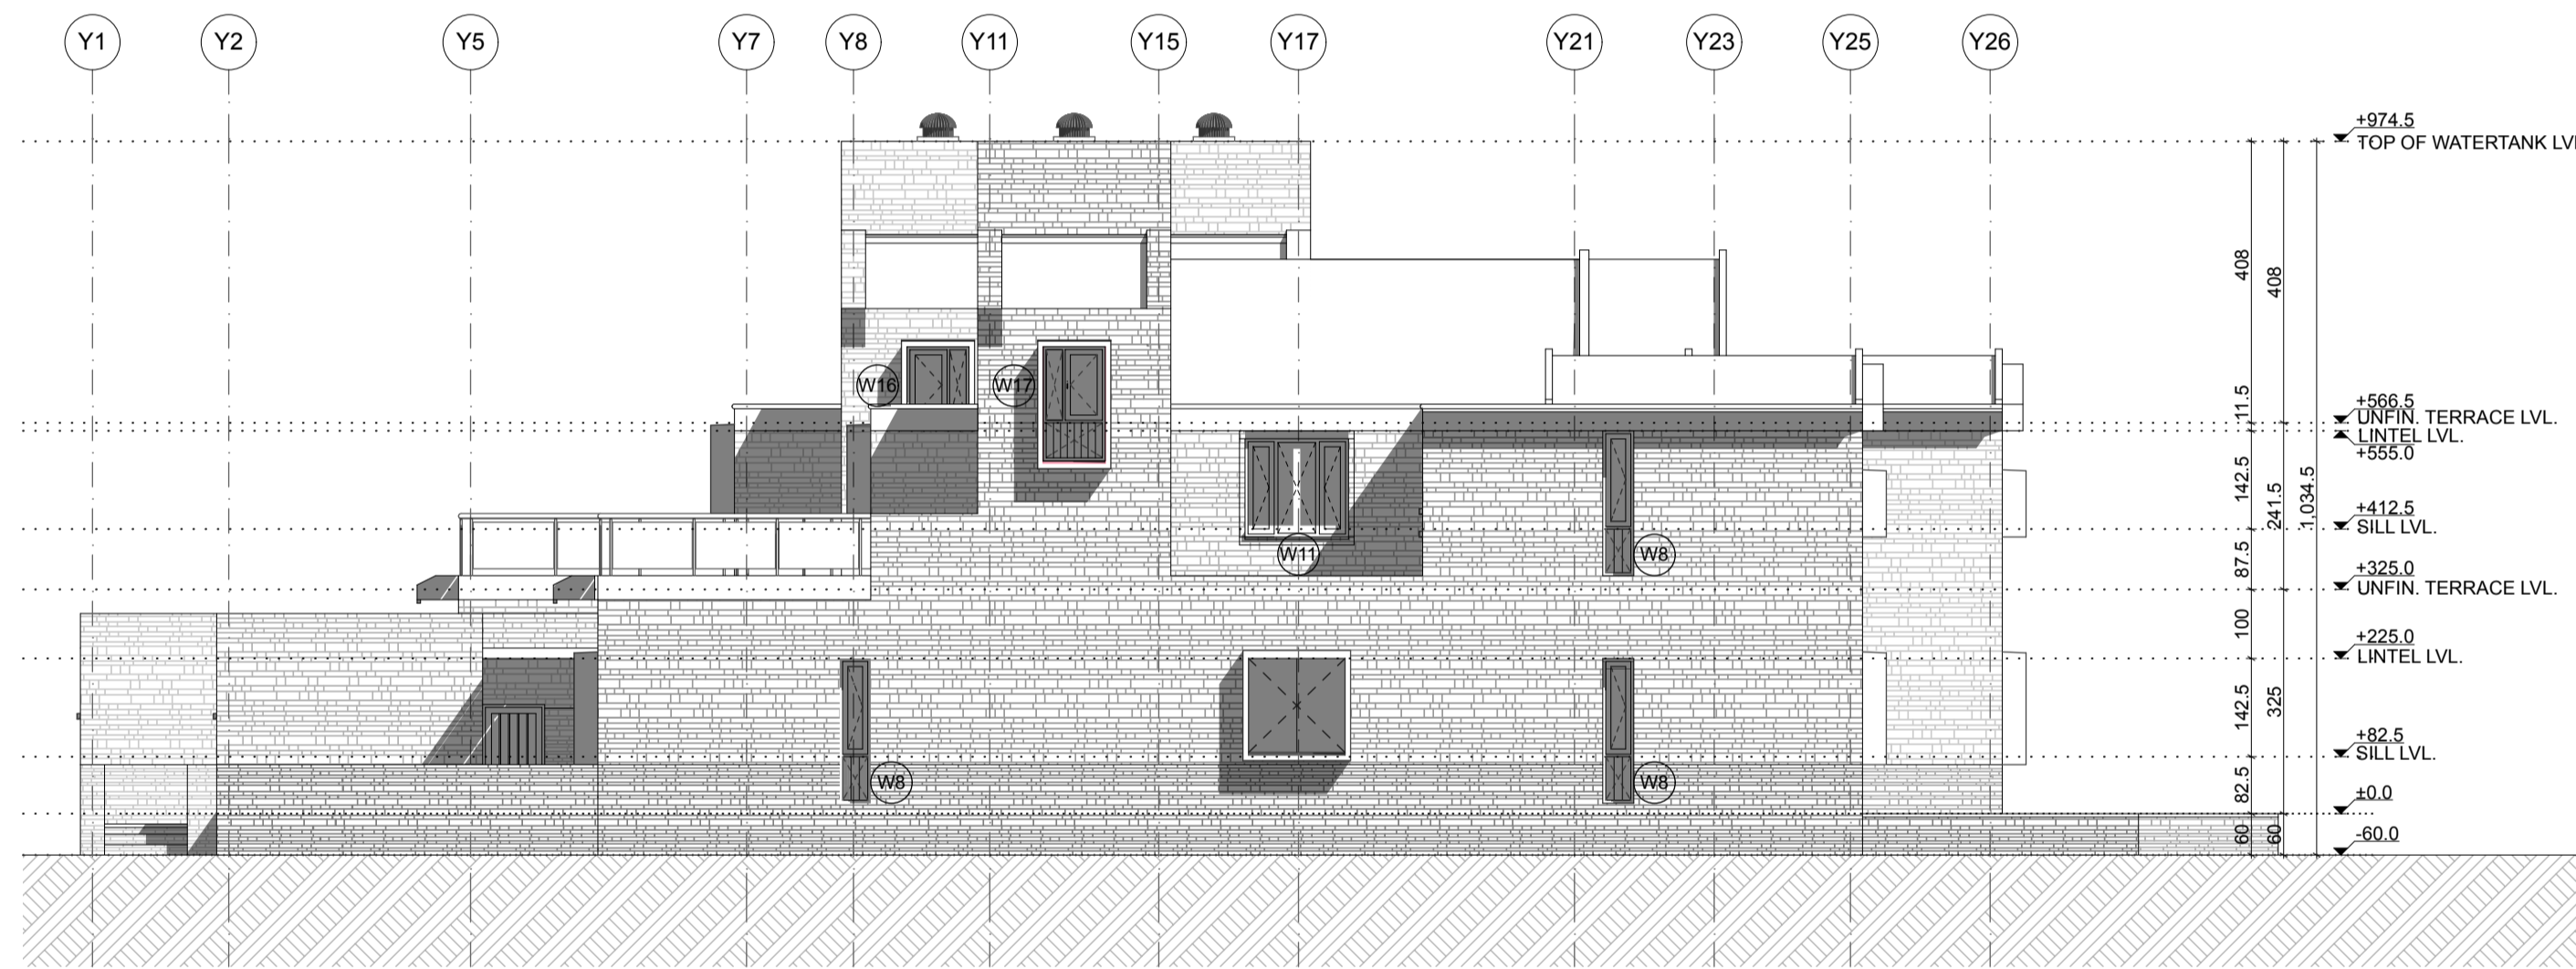 Y1 Y2 Y5 Y7 Y8 Y11 Y15 Y17 Y21 Y23 Y25 Y26
+974.5
TOP OF WATERTANK LV
408
408
W16
W17
111.5
+566.5
UNFIN. TERRACE LVL.
LINTEL LVL.
+555.0
142.5
241.5
1,034.5
+412.5
SILL LVL.
W11
W8
87.5
+325.0
UNFIN. TERRACE LVL.
100
+225.0
LINTEL LVL.
142.5
325
+82.5
SILL LVL.
W8
W8
82.5
±0.0
60
60
-60.0